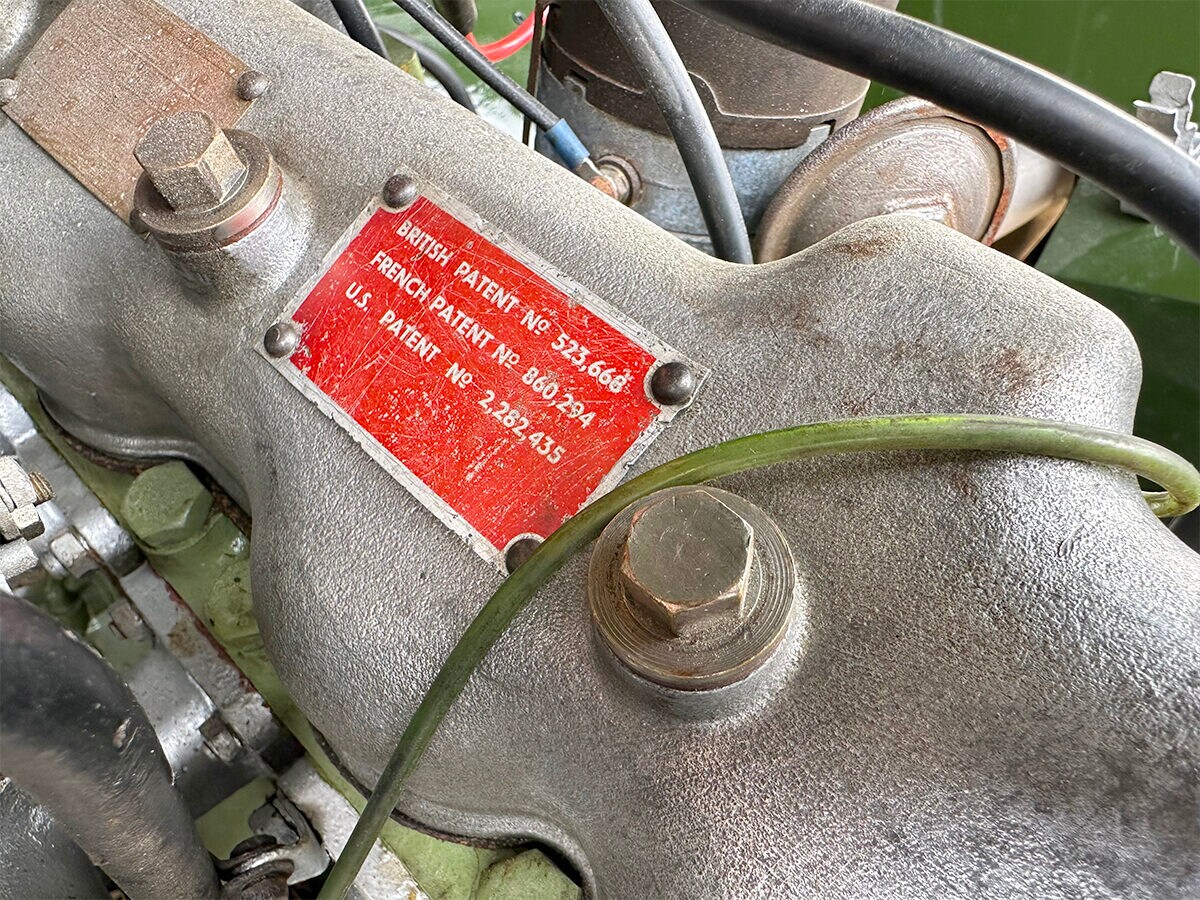 BRITISH PATENT Nº 523,668
FRENCH PATENT Nº 860.294
U.S. PATENT Nº 2,282,435